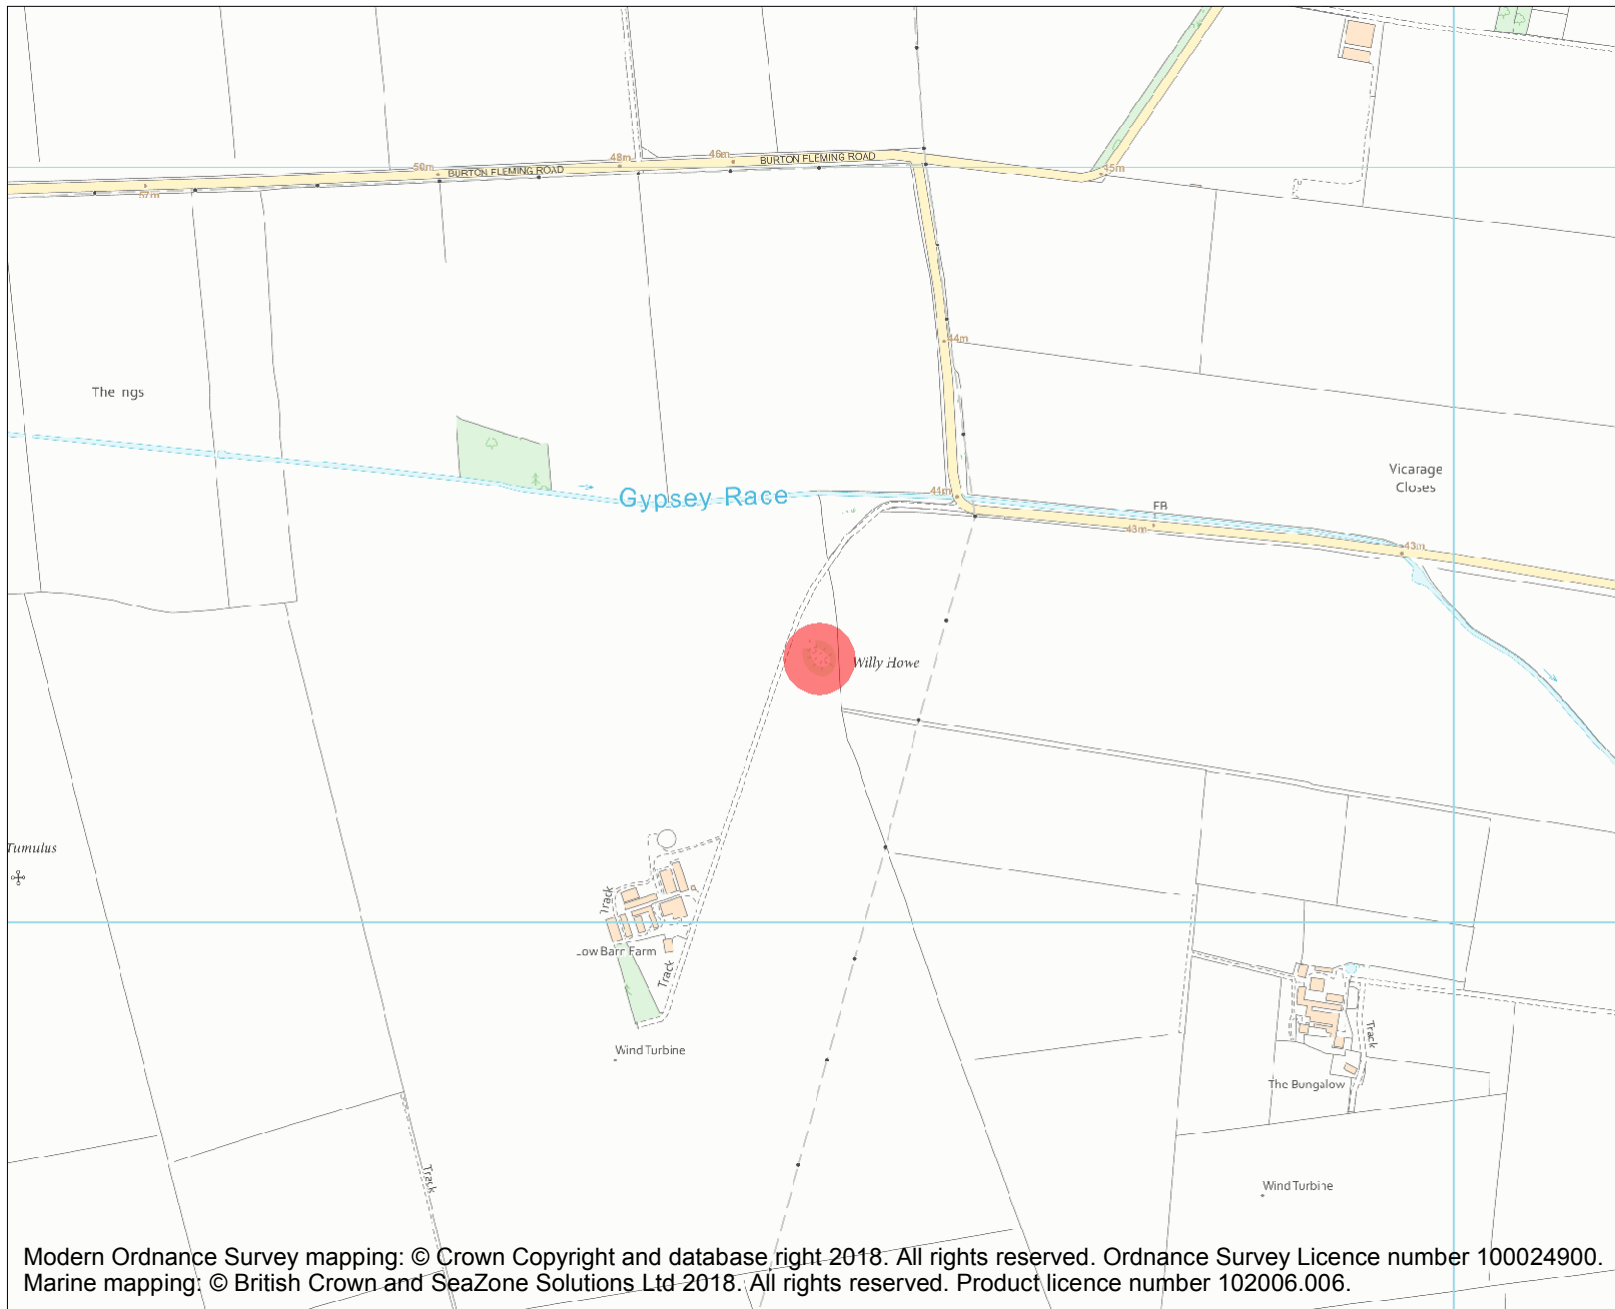 48m
46m
BURTON FLEMING ROAD
50m
BURTON FLEMING ROAD
45m
57m
44m
The ngs
Vicarage
Closes
44m
Gypsey Race
FB
43m
43m
Willy Howe
Tumulus
Track
Low Barr Farm
Track
Wind Turbine
Track
The Bungalow
Track
Wind Turbine
Modern Ordnance Survey mapping: © Crown Copyright and database right 2018. All rights reserved. Ordnance Survey Licence number 100024900.
Marine mapping: © British Crown and SeaZone Solutions Ltd 2018. All rights reserved. Product licence number 102006.006.